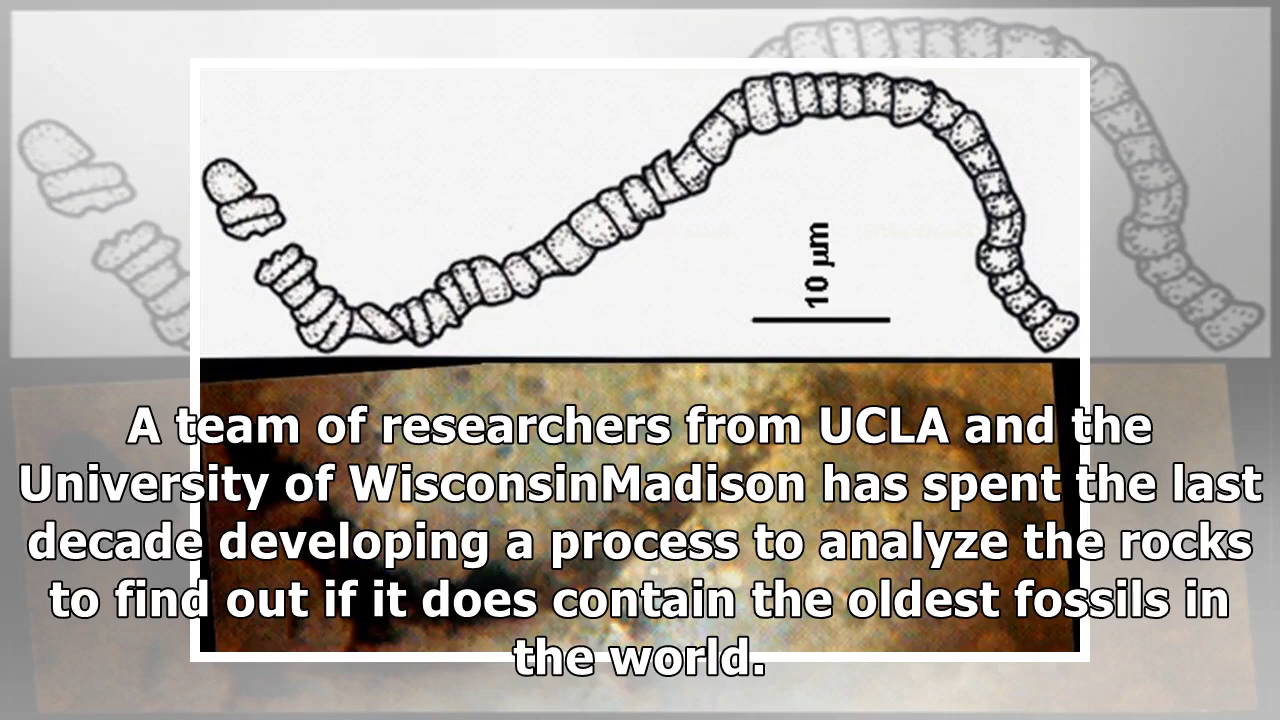 10 µm
A team of researchers from UCLA and the
University of WisconsinMadison has spent the last
decade developing a process to analyze the rocks
to find out if it does contain the oldest fossils in
the world.